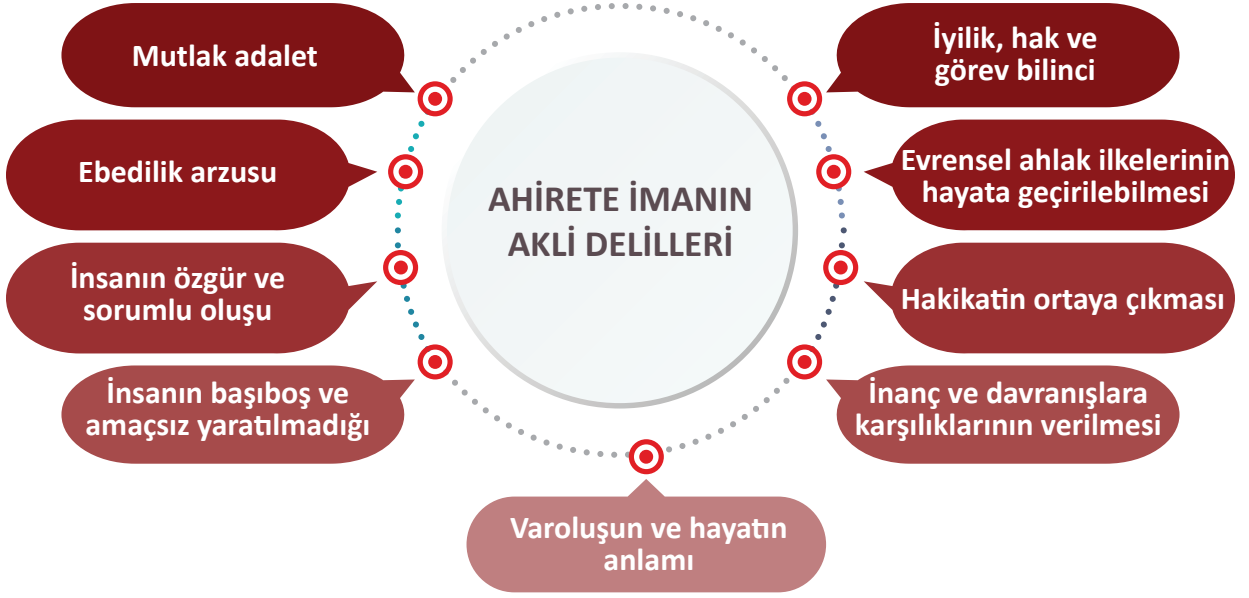 AHİRETE İMANIN
AKLİ DELİLLERİ
Mutlak adalet
Ebedilik arzusu
İnsanın özgür ve
sorumlu oluşu
İnsanın başıboş ve
amaçsız yaratılmadığı
Varoluşun ve hayatın
anlamı
İyilik, hak ve
görev bilinci
Evrensel ahlak ilkelerinin
hayata geçirilebilmesi
Hakikatin ortaya çıkması
İnanç ve davranışlara
karşılıklarının verilmesi